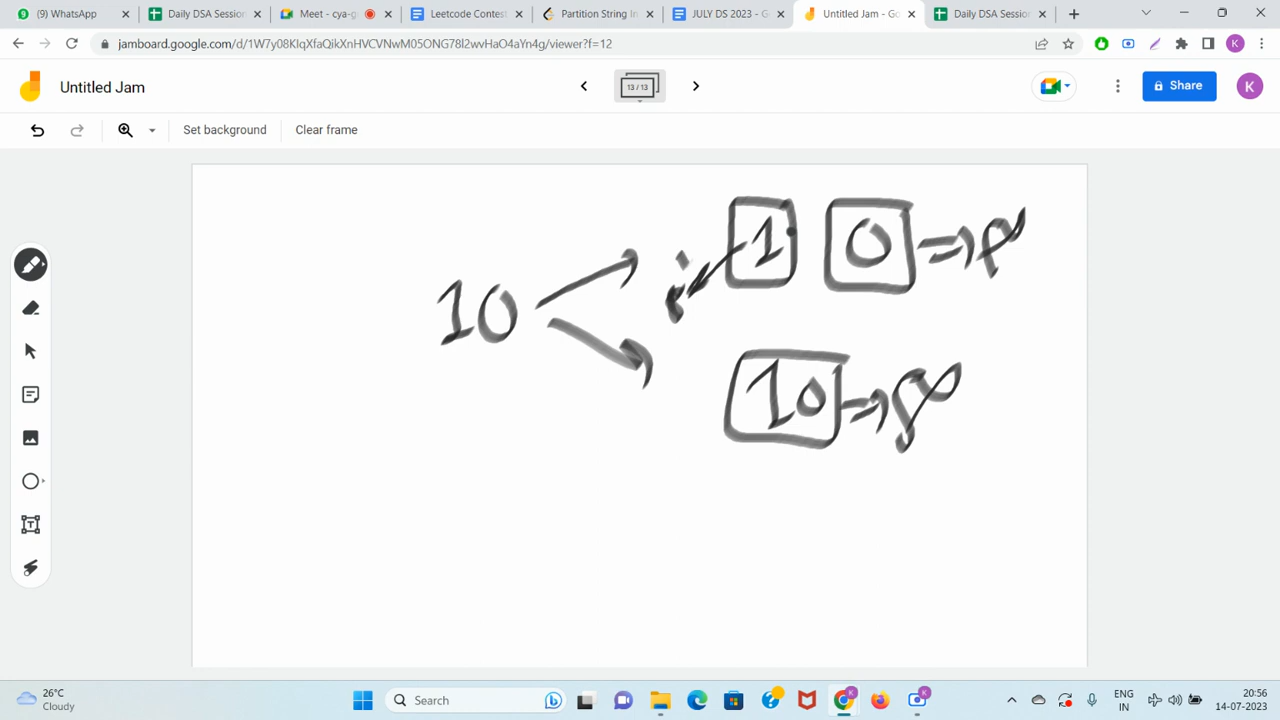 (9) WhatsApp
Daily DSA Session
Meet - cya-g
Leetcode Contest
Partition String In
JULY DS 2023 - G
Untitled Jam - Go
Daily DSA Session
jamboard.google.com/d/1W7y08KIqXfaQikXnHVCVNwM05ONG78I2wvHaO4aYn4g/viewer?f=12
K
Untitled Jam
13 / 13
Share
K
Set background
Clear frame
1 0 =>
i
10
10 =>
26°C
Cloudy
Search
ENG
IN
20:56
14-07-2023